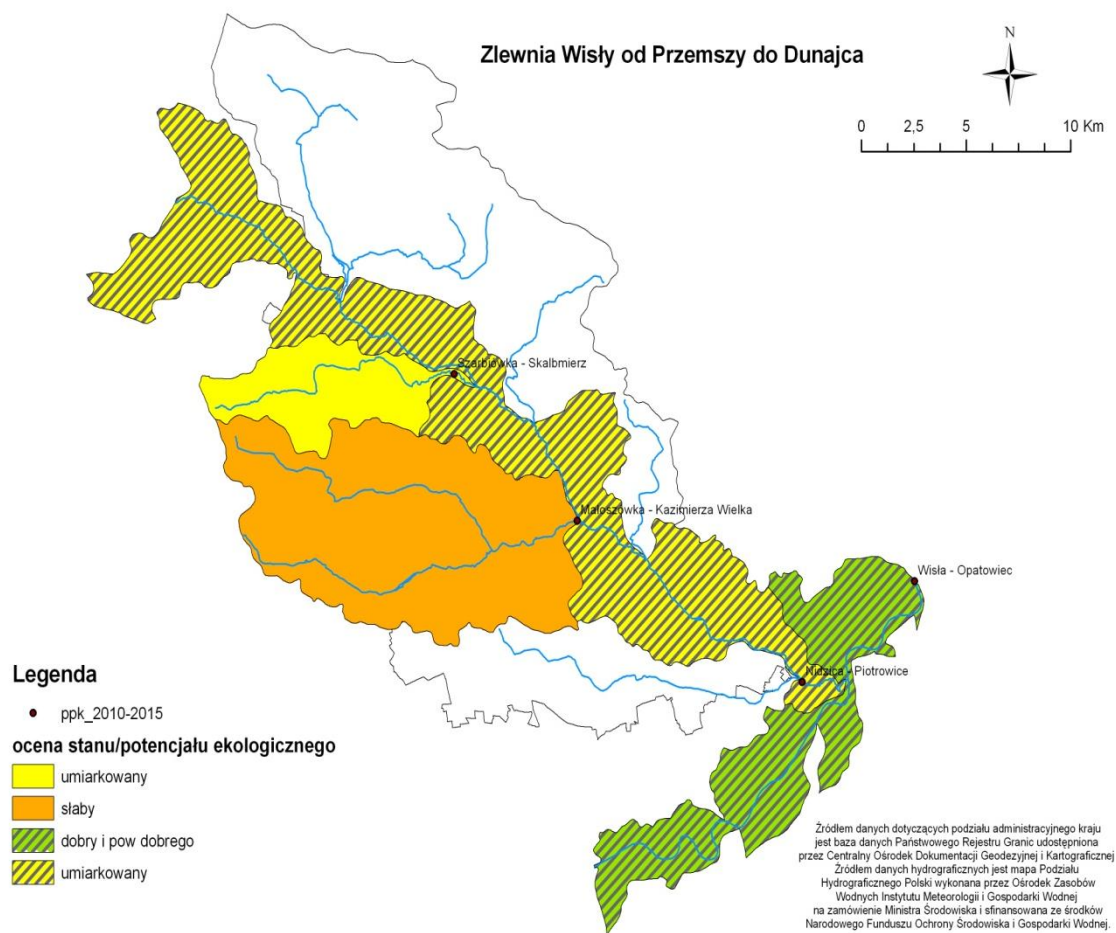 Zlewnia Wisły od Przemszy do Dunajca
N
0 2,5 5 10 Km
Szarbiówka - Skalbmierz
Małoszówka - Kazimierza Wielka
Wisła - Opatowiec
Nidzica - Piotrowice
Legenda
ppk_2010-2015
ocena stanu/potencjału ekologicznego
umiarkowany
słaby
dobry i pow dobrego
umiarkowany
Źródłem danych dotyczących podziału administracyjnego kraju
jest baza danych Państwowego Rejestru Granic udostępniona
przez Centralny Ośrodek Dokumentacji Geodezyjnej i Kartograficznej
Źródłem danych hydrograficznych jest mapa Podziału
Hydrograficznego Polski wykonana przez Ośrodek Zasobów
Wodnych Instytutu Meteorologii i Gospodarki Wodnej
na zamówienie Ministra Środowiska i sfinansowana ze środków
Narodowego Funduszu Ochrony Środowiska i Gospodarki Wodnej.